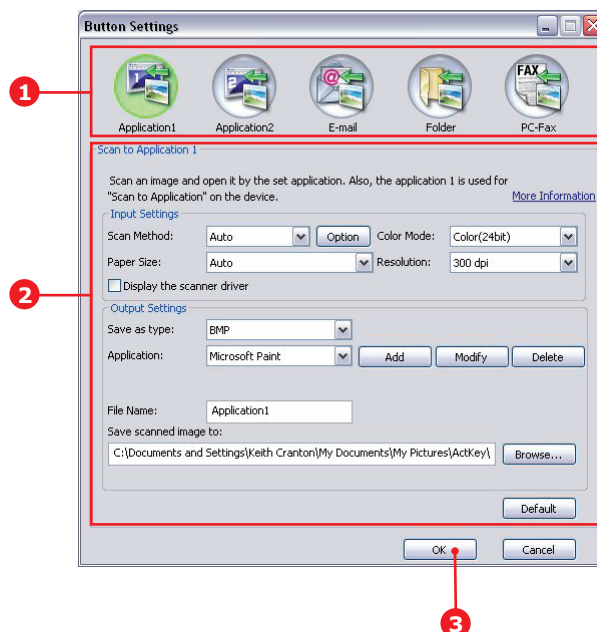 Button Settings
1
FAX
Application1 Application2 E-mail Folder PC-Fax
Scan to Application 1
Scan an image and open it by the set application. Also, the application 1 is used for
"Scan to Application" on the device. More Information
Input Settings
Scan Method: Auto Option Color Mode: Color(24bit)
Paper Size: Auto Resolution: 300 dpi
Display the scanner driver
2
Output Settings
Save as type: BMP
Application: Microsoft Paint Add Modify Delete
File Name: Application1
Save scanned image to:
C:\Documents and Settings\Keith Cranton\My Documents\My Pictures\ActKey\ Browse...
Default
OK Cancel
3